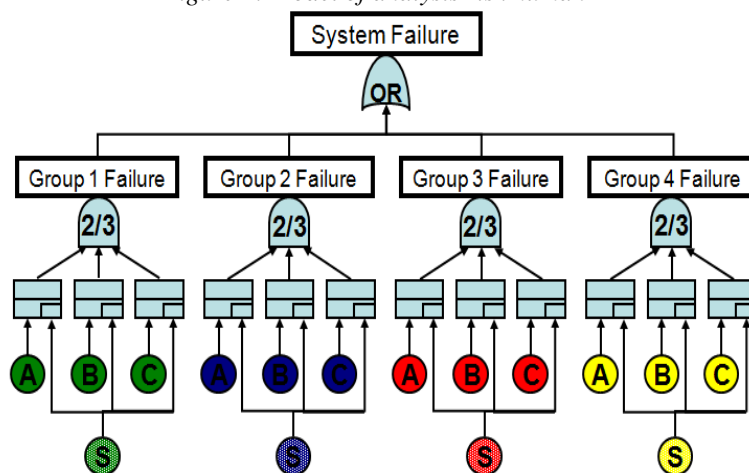 System Failure
OR
Group 1 Failure
Group 2 Failure
Group 3 Failure
Group 4 Failure
2/3
2/3
2/3
2/3
A
B
C
A
B
C
A
B
C
A
B
C
S
S
S
S